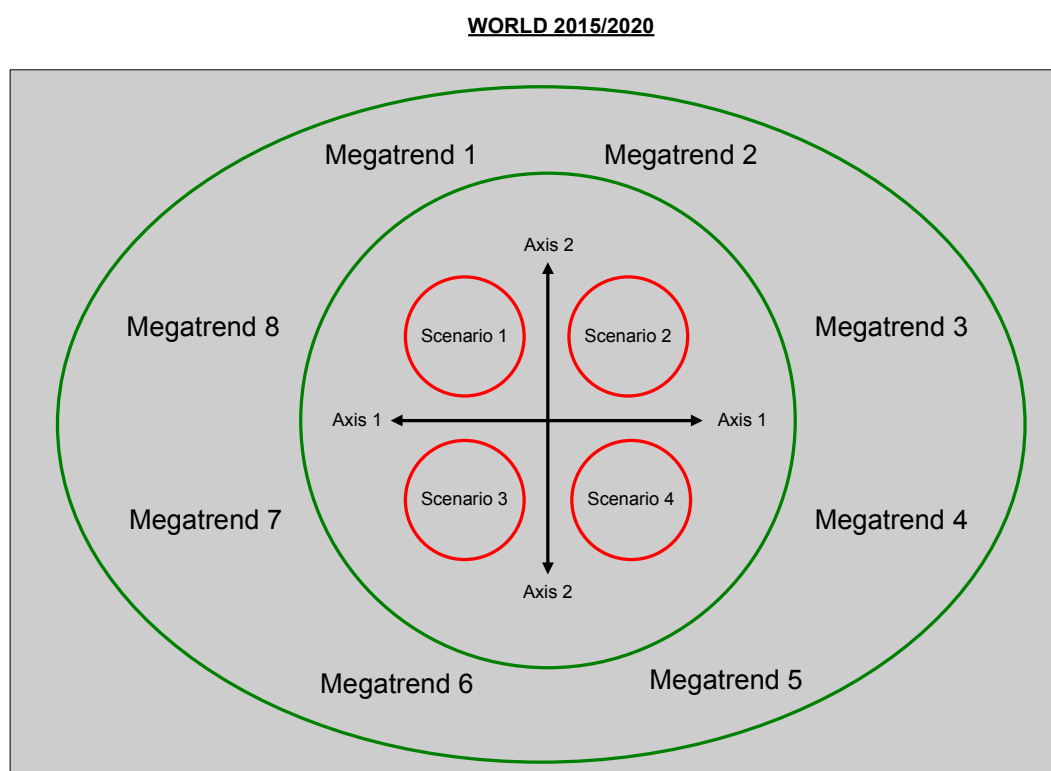 WORLD 2015/2020
Megatrend 1
Megatrend 2
Axis 2
Megatrend 8
Scenario 1
Scenario 2
Megatrend 3
Axis 1
Axis 1
Scenario 3
Scenario 4
Megatrend 7
Megatrend 4
Axis 2
Megatrend 6
Megatrend 5